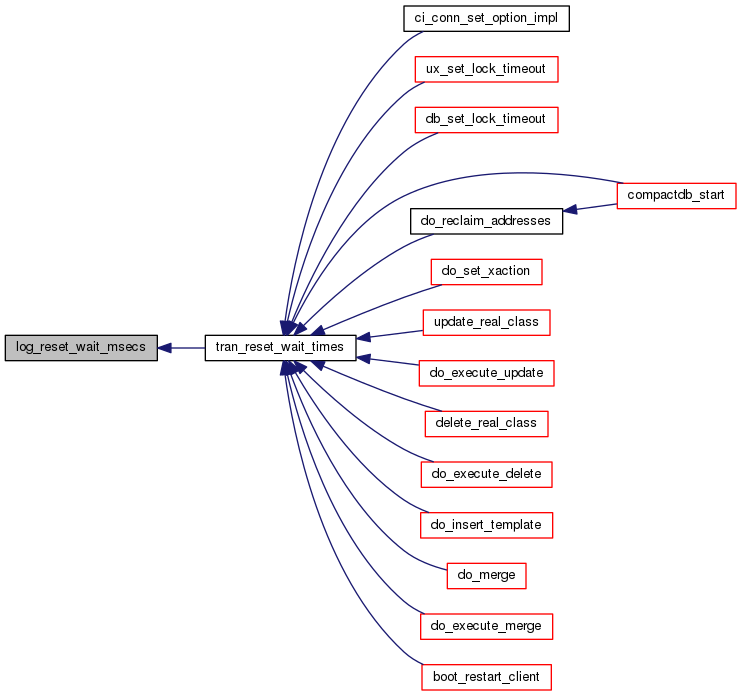 ci_conn_set_option_impl
ux_set_lock_timeout
db_set_lock_timeout
compactdb_start
do_reclaim_addresses
do_set_xaction
update_real_class
log_reset_wait_msecs
tran_reset_wait_times
do_execute_update
delete_real_class
do_execute_delete
do_insert_template
do_merge
do_execute_merge
boot_restart_client